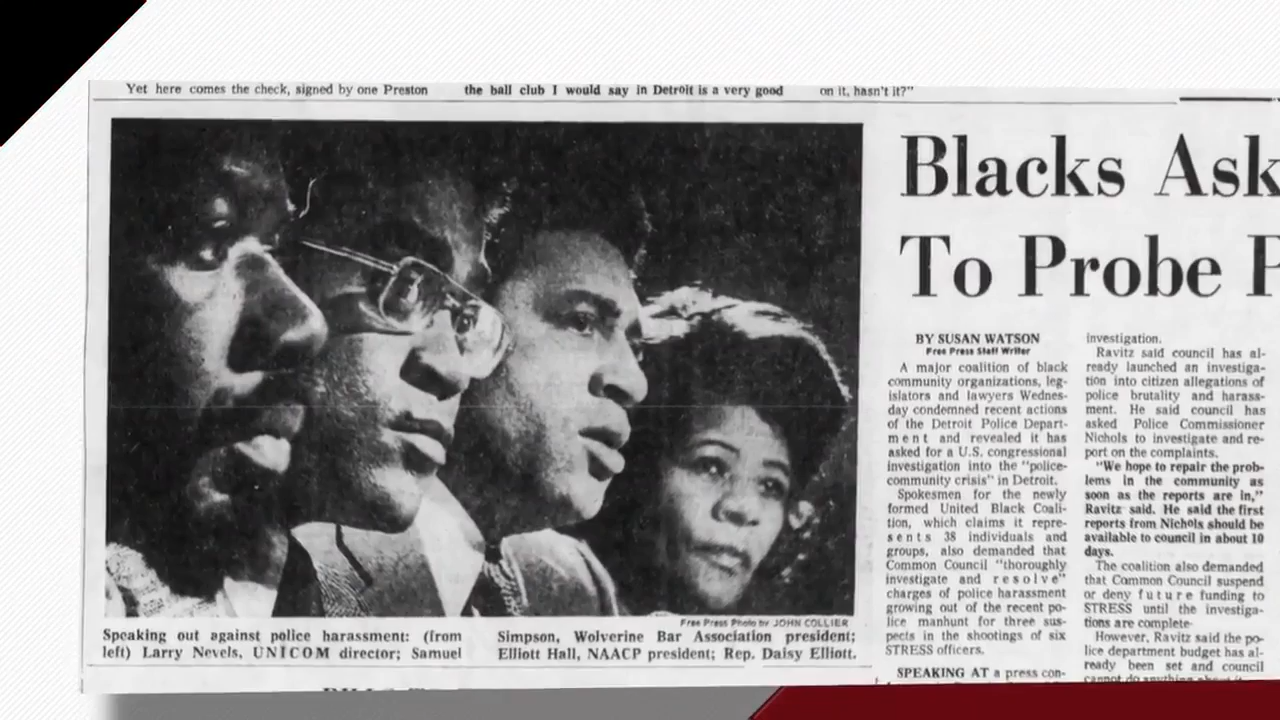 Yet here comes the check, signed by one Preston
the ball club I would say in Detroit is a very good
on it, hasn't it?"
Free Press Photo by JOHN COLLIER
Speaking out against police harassment: (from
left) Larry Nevels, UNICOM director; Samuel
Simpson, Wolverine Bar Association president;
Elliott Hall, NAACP president; Rep. Daisy Elliott.
Blacks Ask
To Probe P
BY SUSAN WATSON
Free Press Staff Writer
A major coalition of black
community organizations, leg-
islators and lawyers Wednes-
day condemned recent actions
of the Detroit Police Depart-
ment and revealed it has
asked for a U.S. congressional
investigation into the "police-
community crisis" in Detroit.
Spokesmen for the newly
formed United Black Coali-
tion, which claims it repre-
sents 38 individuals and
groups, also demanded that
Common Council "thoroughly
investigate and resolve"
charges of police harassment
growing out of the recent po-
lice manhunt for three sus-
pects in the shootings of six
STRESS officers.
SPEAKING AT a press con-
investigation.
Ravitz said council has al-
ready launched an investiga-
tion into citizen allegations of
police brutality and harass-
ment. He said council has
asked Police Commissioner
Nichols to investigate and re-
port on the complaints.
"We hope to repair the prob-
lems in the community as
soon as the reports are in,"
Ravitz said. He said the first
reports from Nichols should be
available to council in about 10
days.
The coalition also demanded
that Common Council suspend
or deny future funding to
STRESS until the investiga-
tions are complete.
However, Ravitz said the po-
lice department budget has al-
ready been set and council
cannot do anything about it